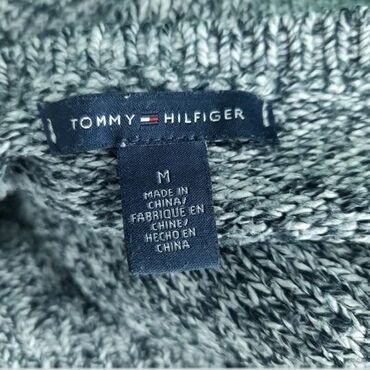 TOMMY HILFIGER
M
MADE IN
CHINA/
FABRIQUE EN
CHINE/
HECHO EN
CHINA